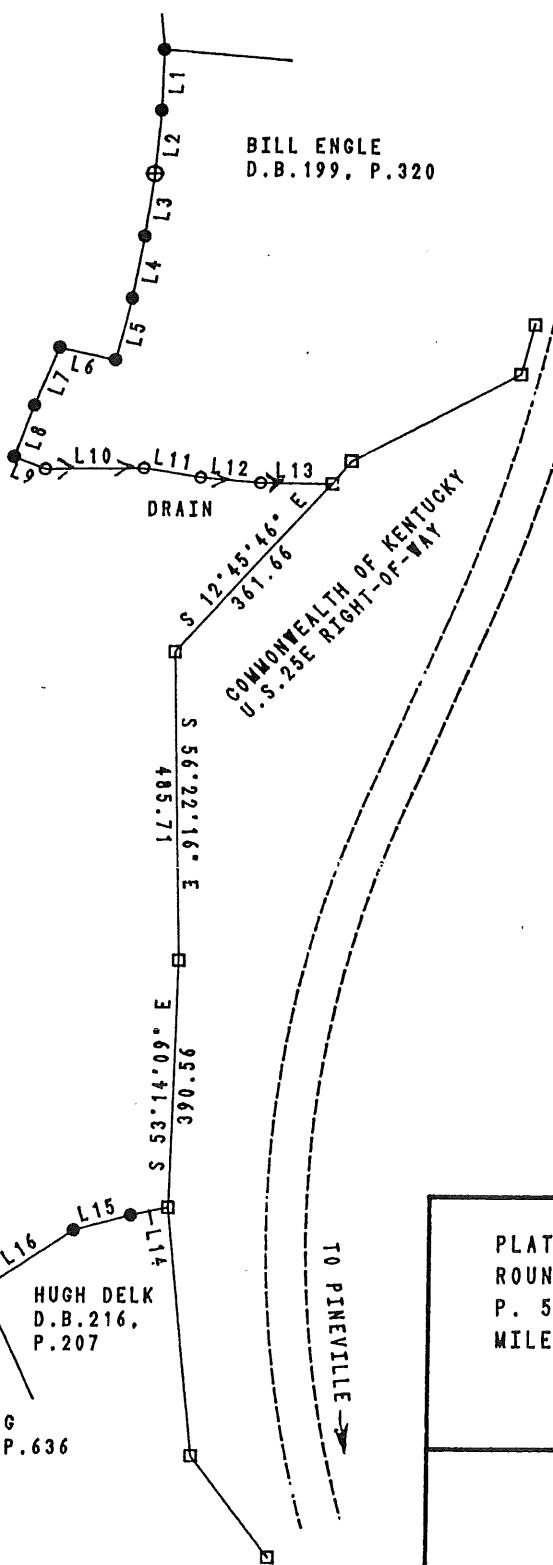 L1
L2
BILL ENGLE
D.B.199, P.320
L3
L4
L5
L6
L7
L8
L9
L10
L11
L12
L13
DRAIN
S 12°45'46" E
361.66
COMMONWEALTH OF KENTUCKY
U.S.25E RIGHT-OF-WAY
S 56°22'16" E
485.71
S 53°14'09" E
390.56
L14
L15
L16
HUGH DELK
D.B.216,
P.207
G
P.636
TO PINEVILLE
PLAT
ROUN
P. 5
MILE